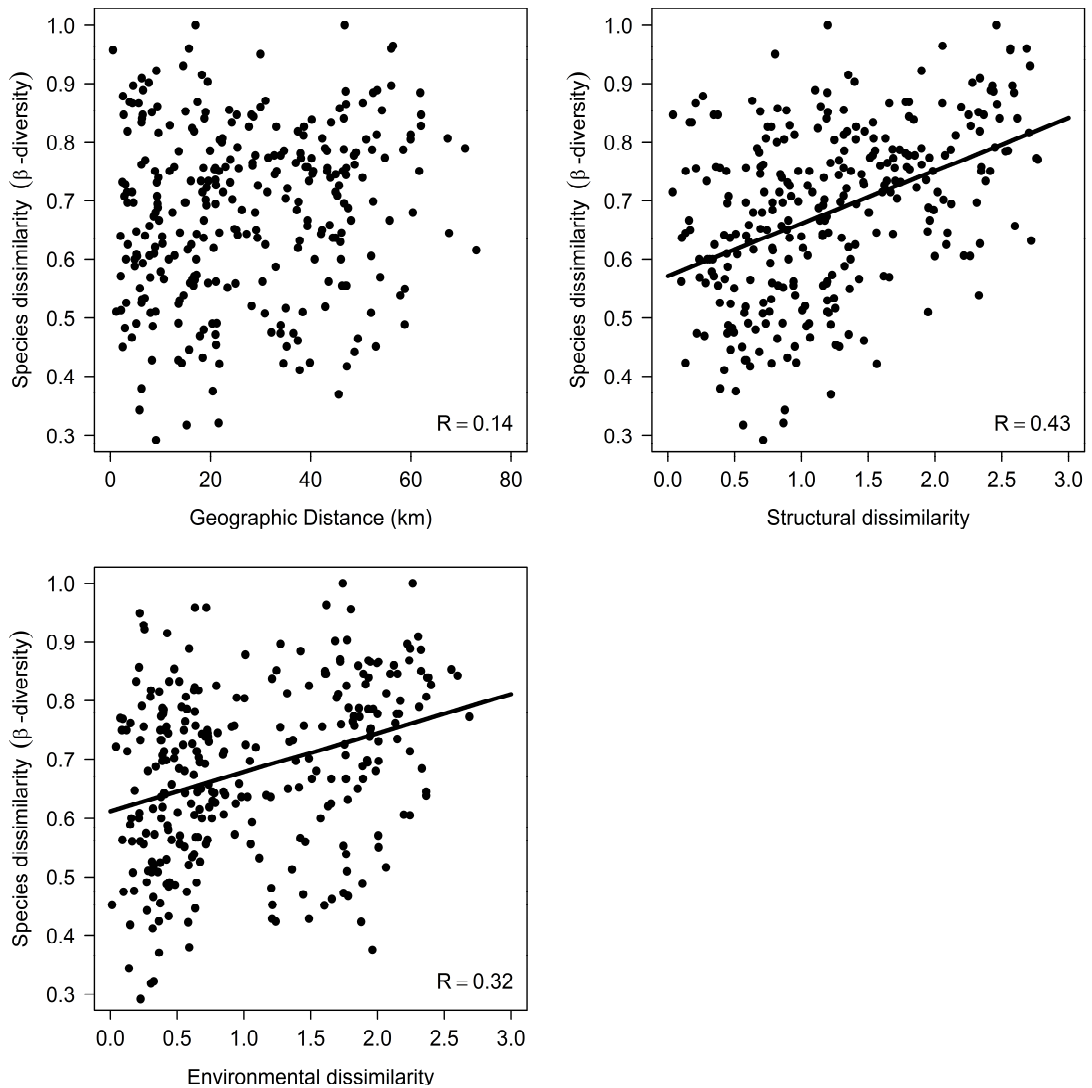 Species dissimilarity (β -diversity)
1.0
0.9
0.8
0.7
0.6
0.5
0.4
0.3
R = 0.14
0 20 40 60 80
Geographic Distance (km)
Species dissimilarity (β -diversity)
1.0
0.9
0.8
0.7
0.6
0.5
0.4
0.3
R = 0.43
0.0 0.5 1.0 1.5 2.0 2.5 3.0
Structural dissimilarity
Species dissimilarity (β -diversity)
1.0
0.9
0.8
0.7
0.6
0.5
0.4
0.3
R = 0.32
0.0 0.5 1.0 1.5 2.0 2.5 3.0
Environmental dissimilarity